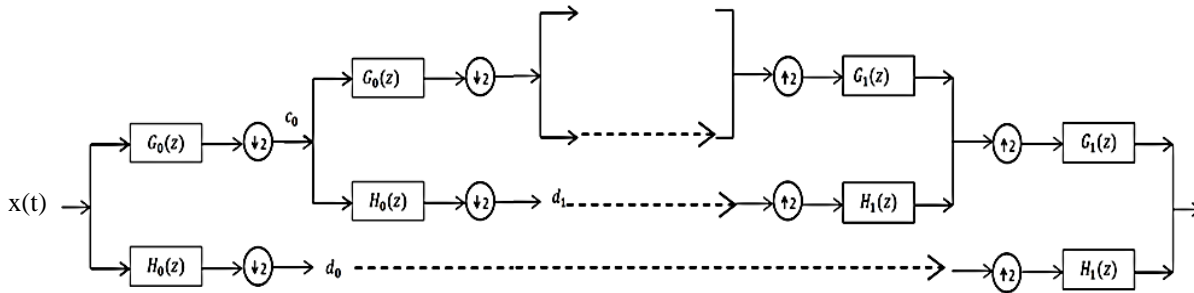 G₀(z)
↓2
↑2
G₁(z)
c₀
G₀(z)
↓2
↑2
G₁(z)
x(t)
H₀(z)
↓2
d₁
↑2
H₁(z)
H₀(z)
↓2
d₀
↑2
H₁(z)